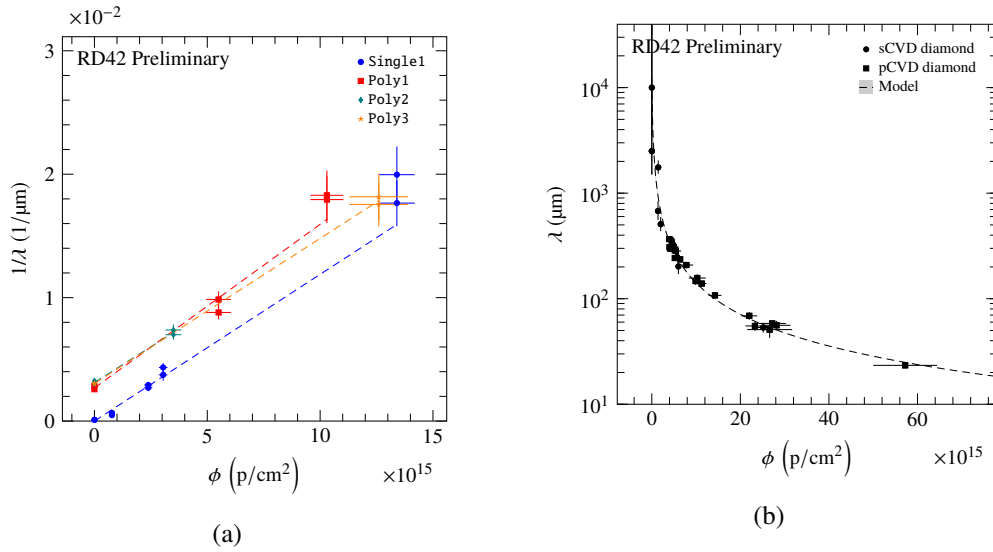 ×10⁻²
RD42 Preliminary
Single1
Poly1
Poly2
Poly3
3
2
1
0
1/λ (1/μm)
0 5 10 15
ϕ (p/cm²) ×10¹⁵
(a)
RD42 Preliminary
sCVD diamond
pCVD diamond
Model
10⁴
10³
10²
10¹
λ (μm)
0 20 40 60
ϕ (p/cm²) ×10¹⁵
(b)